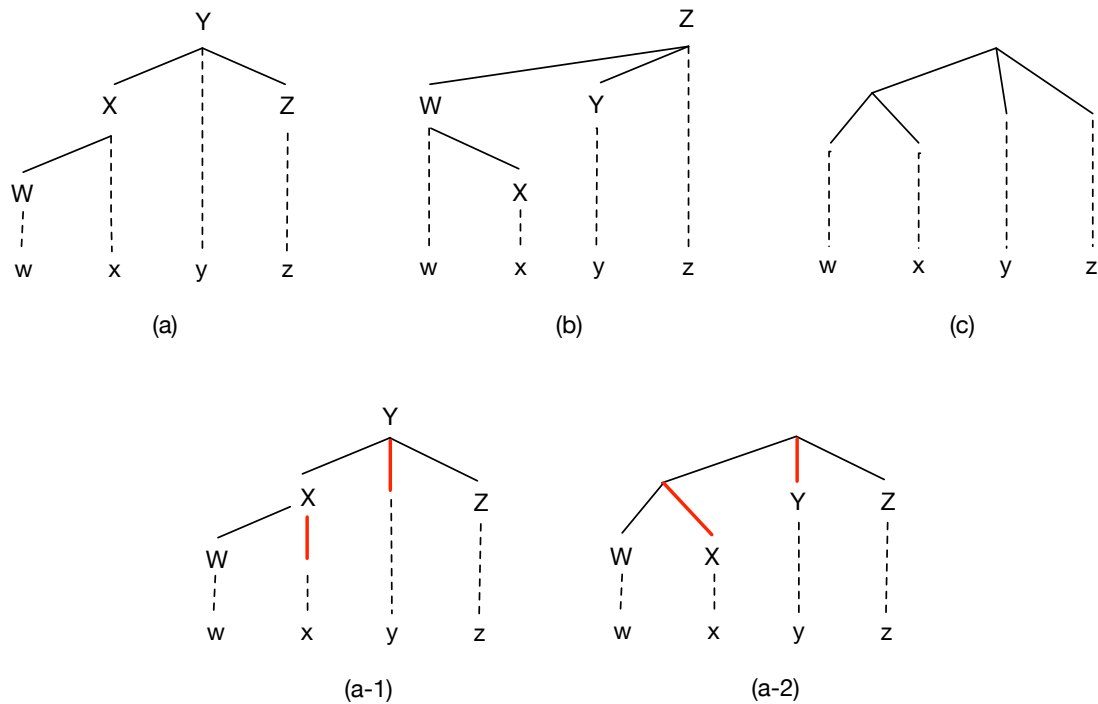 Y Z
X Z W Y
W X
w x y z w x y z w x y z
(a) (b) (c)
Y
X Z Y Z
W W X
w x y z w x y z
(a-1) (a-2)